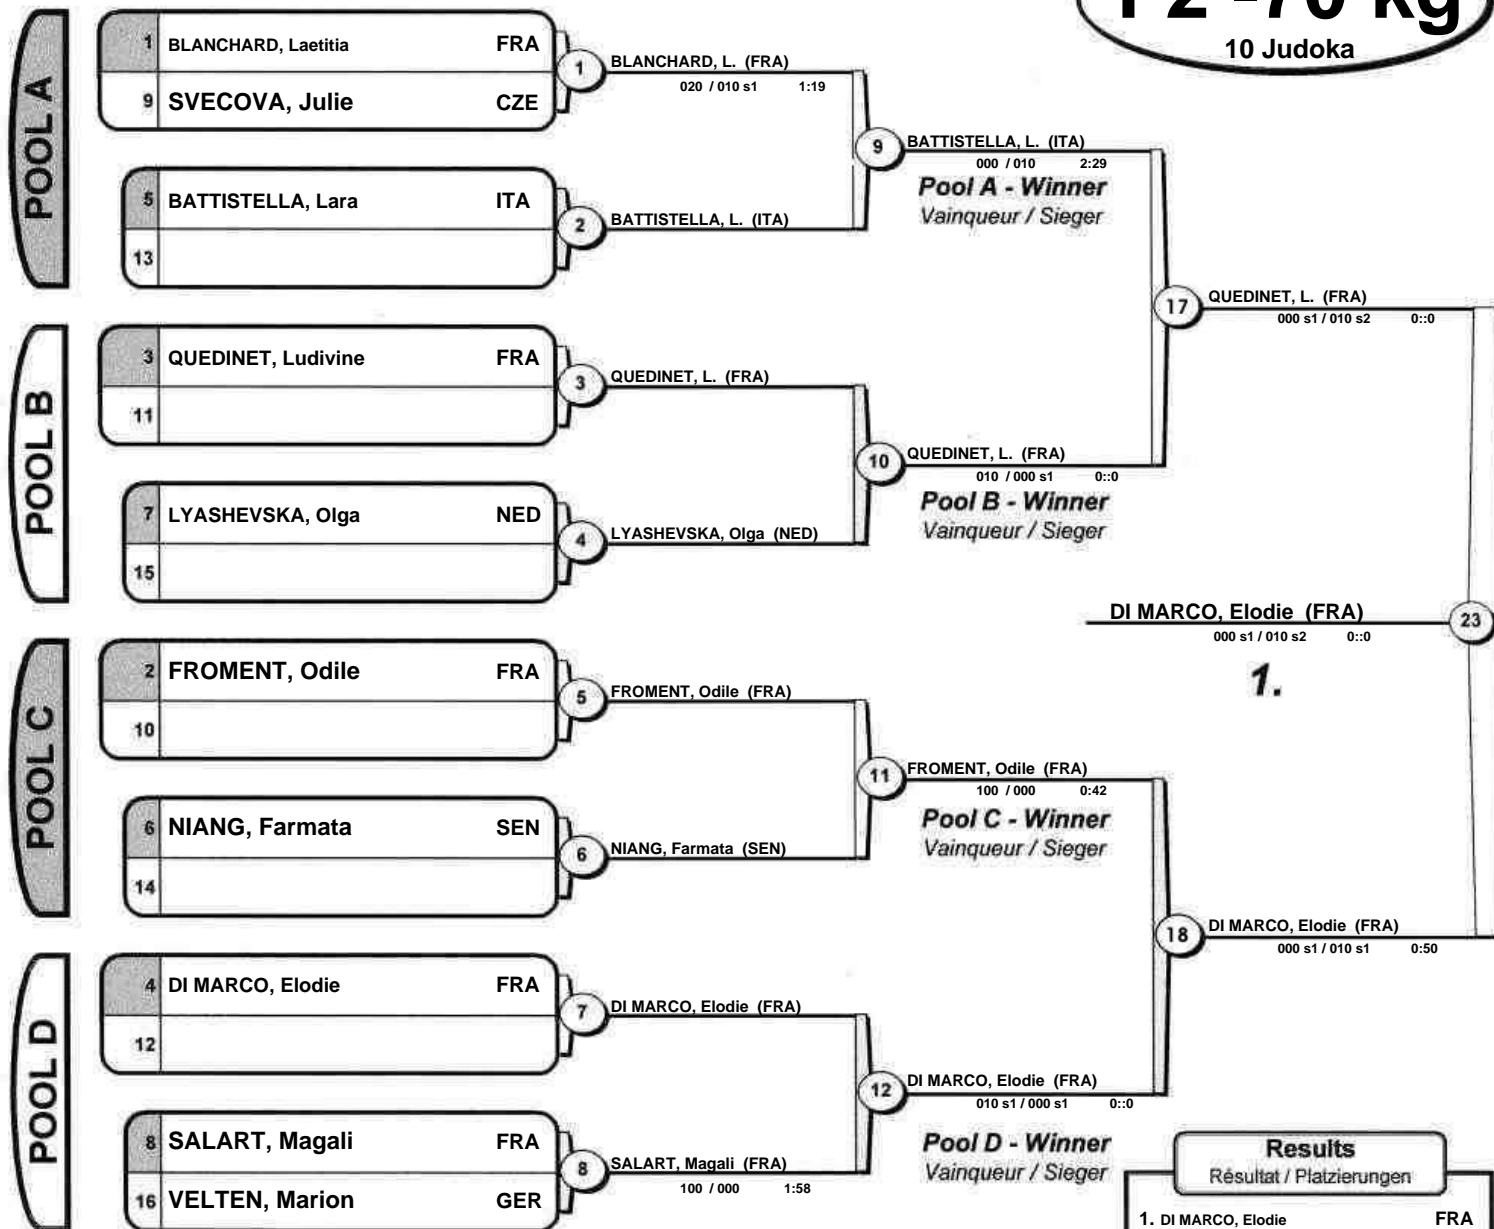 F2 -70 kg
10 Judoka
POOL A
1 BLANCHARD, Laetitia FRA
9 SVECOVA, Julie CZE
1
BLANCHARD, L. (FRA)
020 / 010 s1 1:19
5 BATTISTELLA, Lara ITA
13
2
BATTISTELLA, L. (ITA)
9
BATTISTELLA, L. (ITA)
000 / 010 2:29
Pool A - Winner
Vainqueur / Sieger
POOL B
3 QUEDINET, Ludivine FRA
11
3
QUEDINET, L. (FRA)
7 LYASHEVSKA, Olga NED
15
4
LYASHEVSKA, Olga (NED)
10
QUEDINET, L. (FRA)
010 / 000 s1 0::0
Pool B - Winner
Vainqueur / Sieger
17
QUEDINET, L. (FRA)
000 s1 / 010 s2 0::0
DI MARCO, Elodie (FRA)
000 s1 / 010 s2 0::0
23
1.
POOL C
2 FROMENT, Odile FRA
10
5
FROMENT, Odile (FRA)
6 NIANG, Farmata SEN
14
6
NIANG, Farmata (SEN)
11
FROMENT, Odile (FRA)
100 / 000 0:42
Pool C - Winner
Vainqueur / Sieger
18
DI MARCO, Elodie (FRA)
000 s1 / 010 s1 0:50
POOL D
4 DI MARCO, Elodie FRA
12
7
DI MARCO, Elodie (FRA)
8 SALART, Magali FRA
16 VELTEN, Marion GER
8
SALART, Magali (FRA)
100 / 000 1:58
12
DI MARCO, Elodie (FRA)
010 s1 / 000 s1 0::0
Pool D - Winner
Vainqueur / Sieger
Results
Résultat / Platzierungen
1. DI MARCO, Elodie FRA